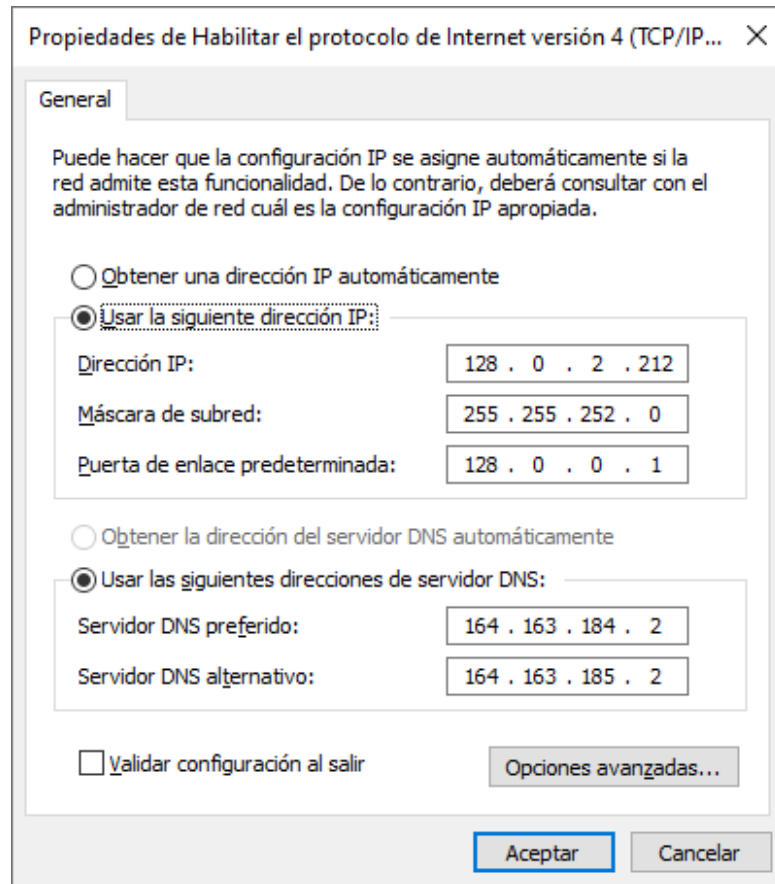 Propiedades de Habilitar el protocolo de Internet versión 4 (TCP/IP...
General
Puede hacer que la configuración IP se asigne automáticamente si la
red admite esta funcionalidad. De lo contrario, deberá consultar con el
administrador de red cuál es la configuración IP apropiada.
Obtener una dirección IP automáticamente
Usar la siguiente dirección IP:
Dirección IP: 128 . 0 . 2 . 212
Máscara de subred: 255 . 255 . 252 . 0
Puerta de enlace predeterminada: 128 . 0 . 0 . 1
Obtener la dirección del servidor DNS automáticamente
Usar las siguientes direcciones de servidor DNS:
Servidor DNS preferido: 164 . 163 . 184 . 2
Servidor DNS alternativo: 164 . 163 . 185 . 2
Validar configuración al salir Opciones avanzadas...
Aceptar Cancelar